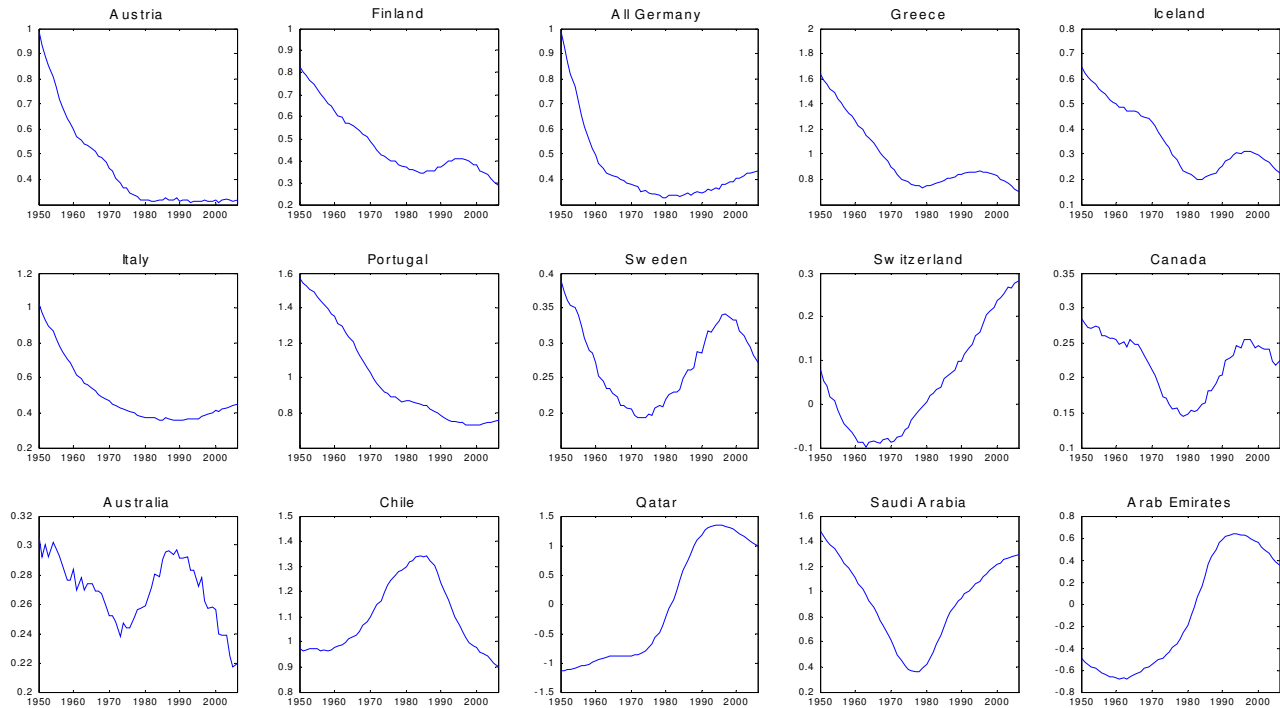 Austria Finland All Germany Greece Iceland
1 1 1 2 0.8
0.9 0.9 0.9 1.6 0.7
0.8 0.8 0.8 1.2 0.6
0.7 0.7 0.7 0.8 0.5
0.6 0.6 0.6 0.4
0.5 0.5 0.5 0.3
0.4 0.4 0.4 0.2
0.3 0.1
0.2
1950 1960 1970 1980 1990 2000 1950 1960 1970 1980 1990 2000 1950 1960 1970 1980 1990 2000 1950 1960 1970 1980 1990 2000 1950 1960 1970 1980 1990 2000
Italy Portugal Sweden Switzerland Canada
1.2 1.6 0.4 0.3 0.35
1 1.4 0.35 0.2 0.3
0.8 1.2 0.3 0.1 0.25
0.6 1 0.25 0 0.2
0.4 0.8 0.2 -0.1 0.15
0.2 0.1
1950 1960 1970 1980 1990 2000 1950 1960 1970 1980 1990 2000 1950 1960 1970 1980 1990 2000 1950 1960 1970 1980 1990 2000 1950 1960 1970 1980 1990 2000
Australia Chile Qatar Saudi Arabia Arab Emirates
0.32 1.5 1.5 1.6 0.8
0.3 1.4 1 1.4 0.6
0.28 1.3 0.5 1.2 0.4
0.26 1.2 0 1 0.2
0.24 1.1 -0.5 0.8 0
0.22 1 -1 0.6 -0.2
0.2 0.9 -1.5 0.4 -0.4
0.8 0.2 -0.6
-0.8
1950 1960 1970 1980 1990 2000 1950 1960 1970 1980 1990 2000 1950 1960 1970 1980 1990 2000 1950 1960 1970 1980 1990 2000 1950 1960 1970 1980 1990 2000